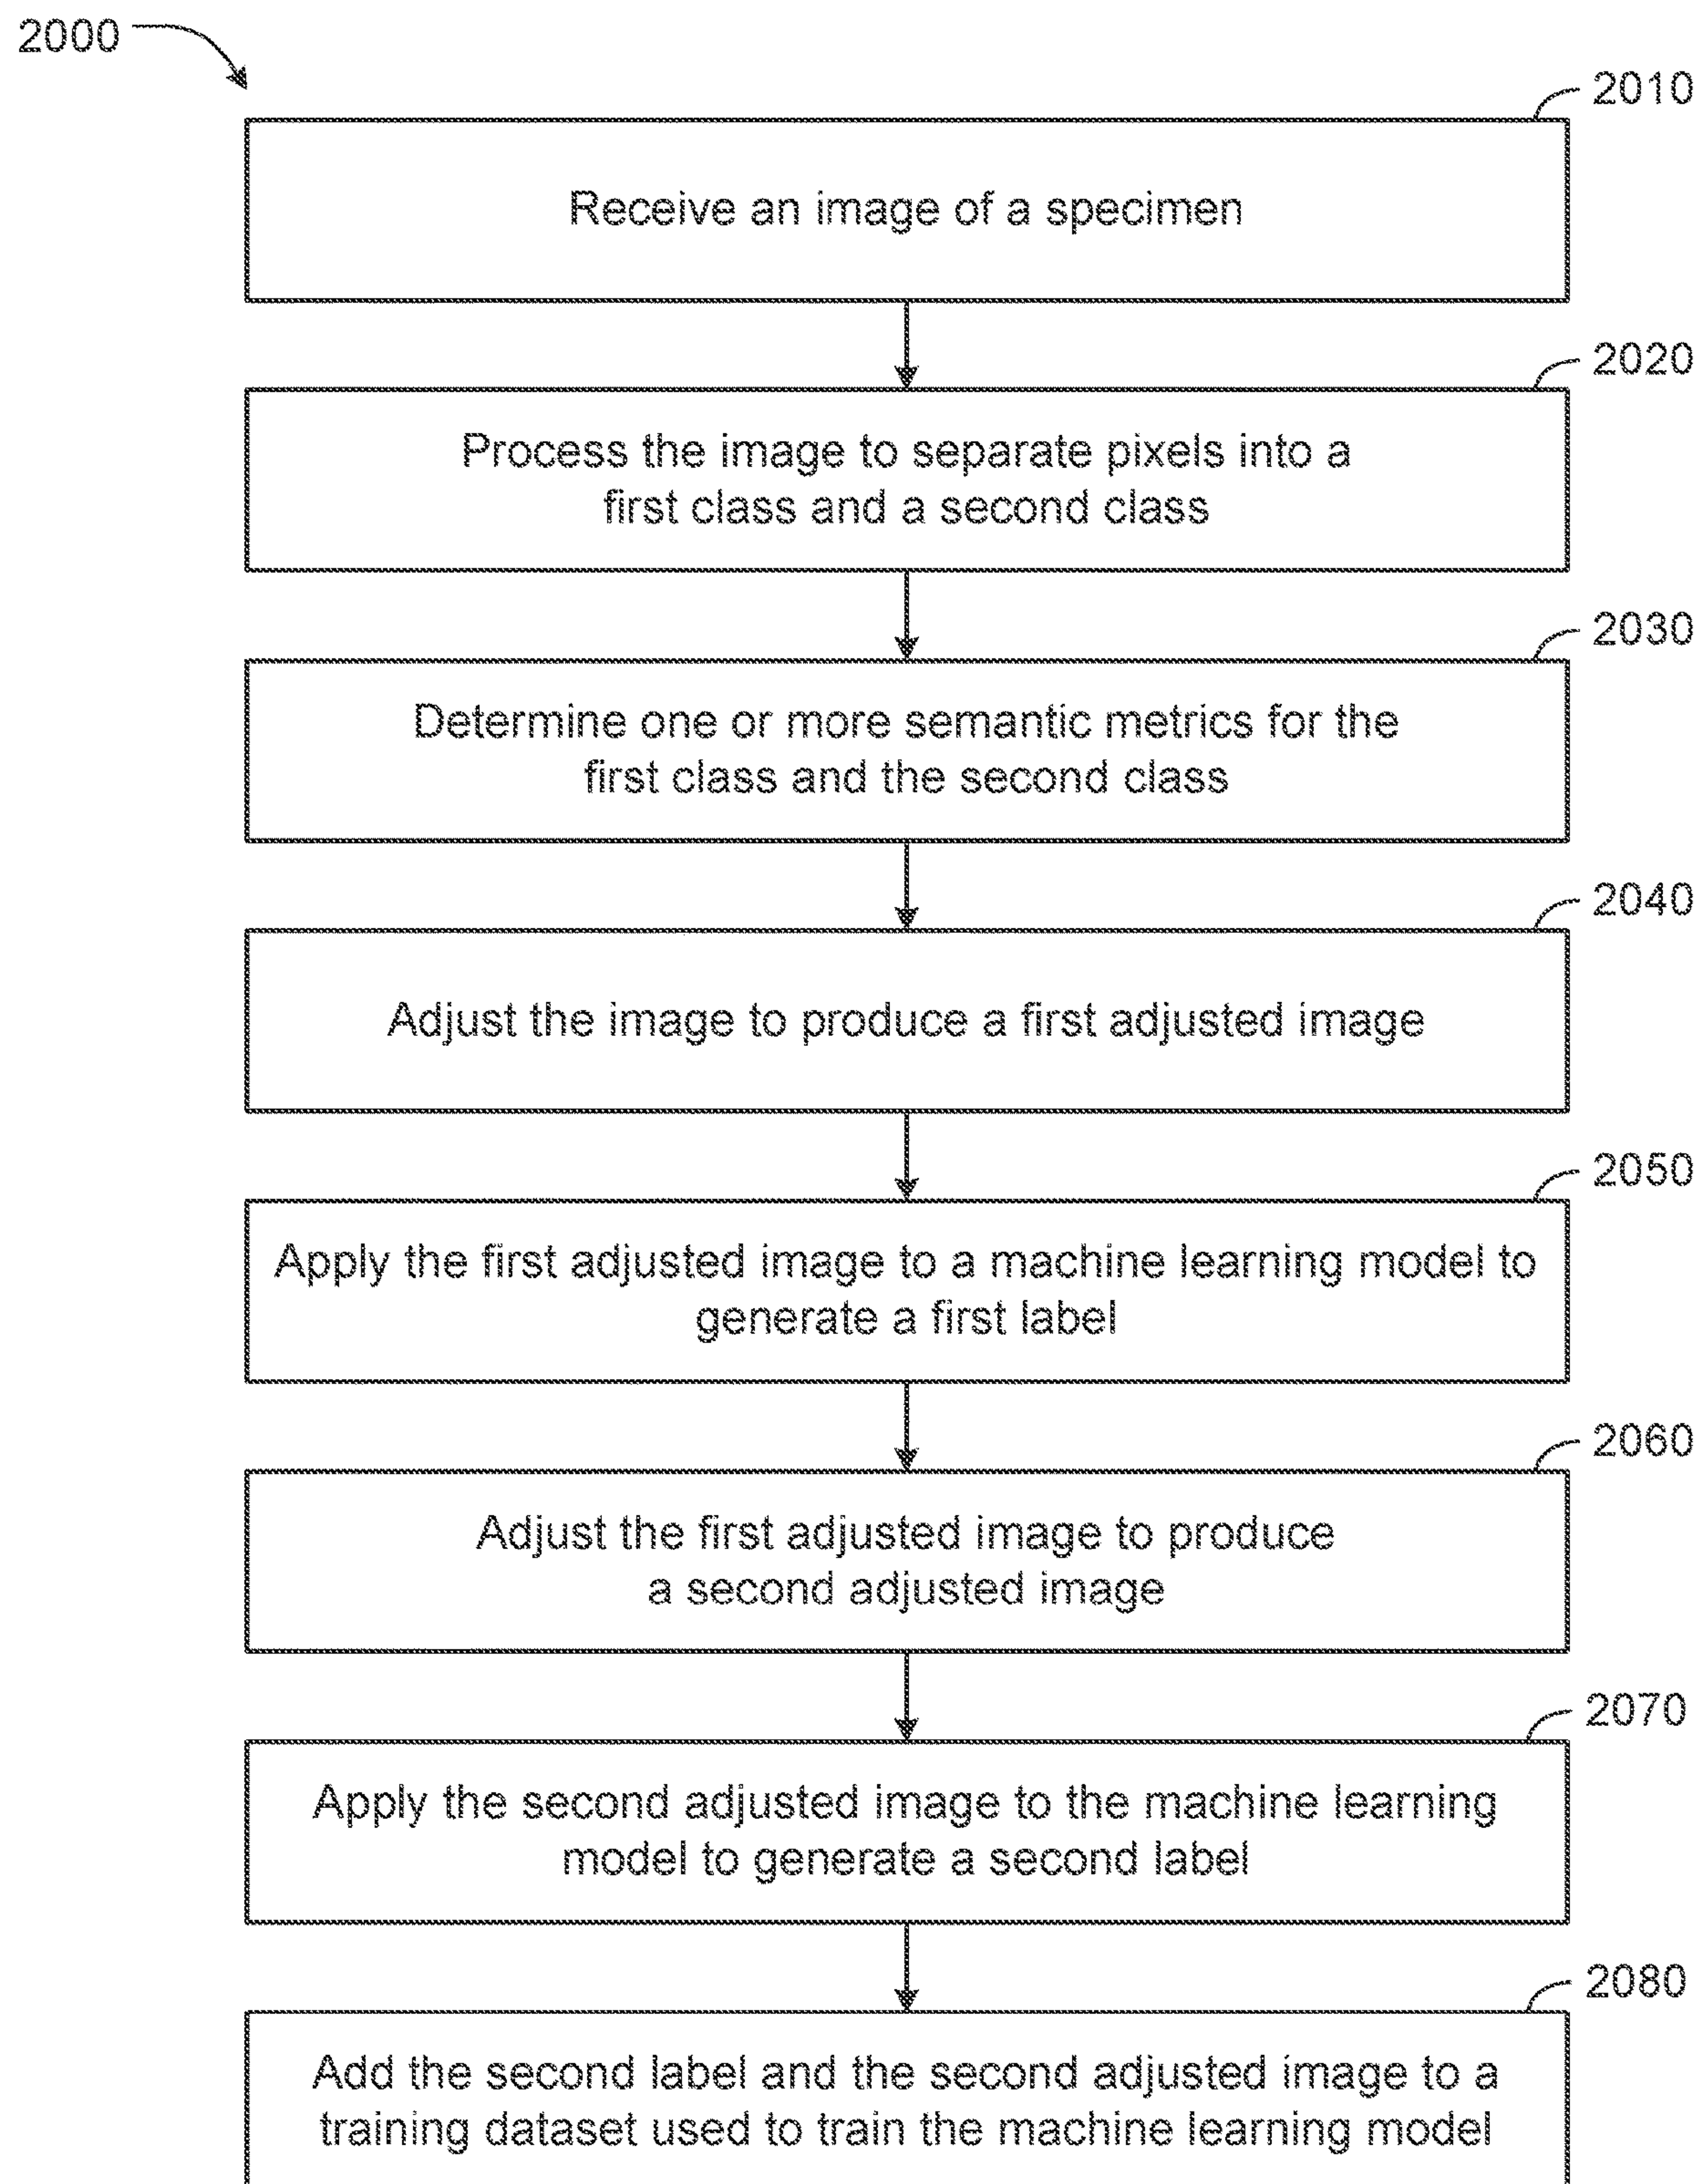 2000
2010
Receive an image of a specimen
2020
Process the image to separate pixels into a
first class and a second class
2030
Determine one or more semantic metrics for the
first class and the second class
2040
Adjust the image to produce a first adjusted image
2050
Apply the first adjusted image to a machine learning model to
generate a first label
2060
Adjust the first adjusted image to produce
a second adjusted image
2070
Apply the second adjusted image to the machine learning
model to generate a second label
2080
Add the second label and the second adjusted image to a
training dataset used to train the machine learning model